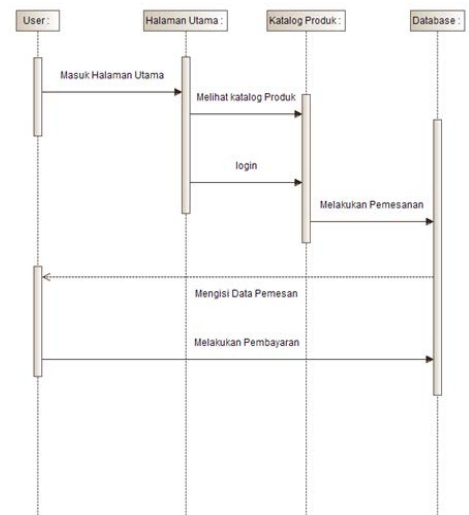 User :
Halaman Utama :
Katalog Produk :
Database :
Masuk Halaman Utama
Melihat katalog Produk
login
Melakukan Pemesanan
Mengisi Data Pemesan
Melakukan Pembayaran